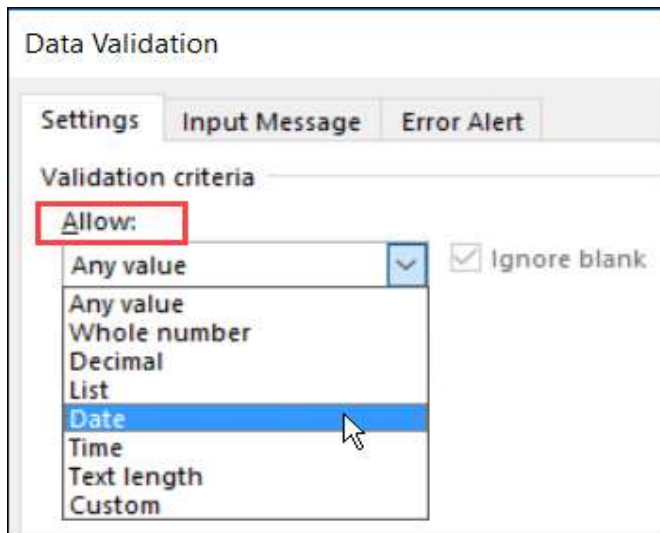 Data Validation
Settings Input Message Error Alert
Validation criteria
Allow:
Any value Ignore blank
Any value
Whole number
Decimal
List
Date
Time
Text length
Custom